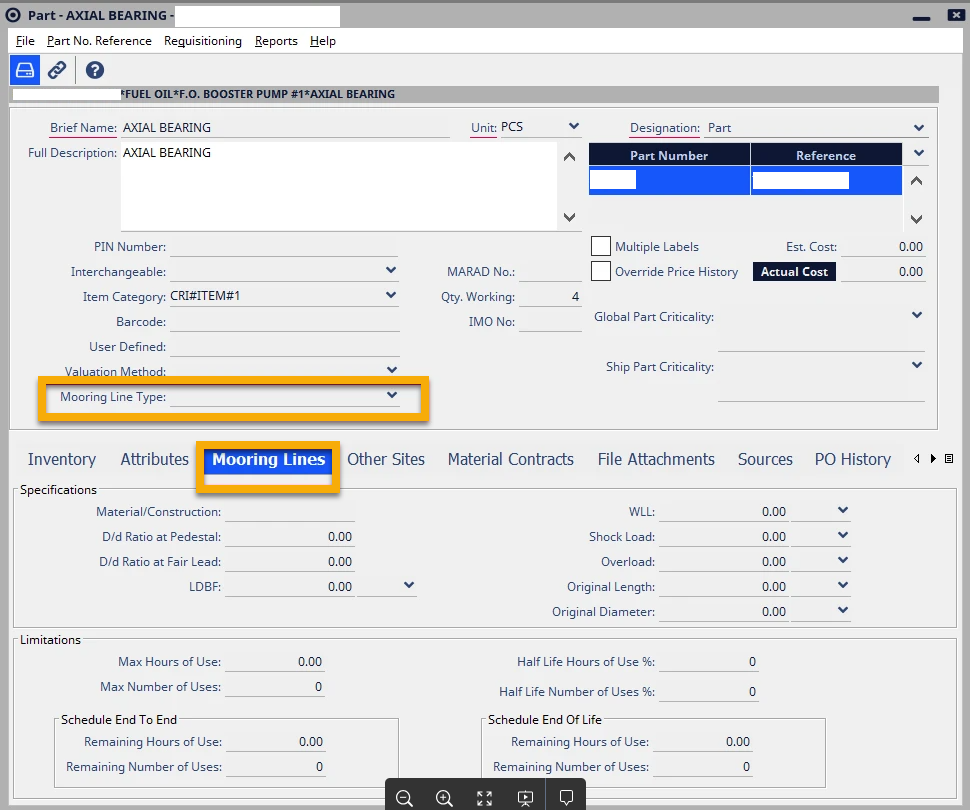 Part - AXIAL BEARING -
File Part No. Reference Requisitioning Reports Help
*FUEL OIL*F.O. BOOSTER PUMP #1*AXIAL BEARING
Brief Name: AXIAL BEARING Unit: PCS Designation: Part
Full Description: AXIAL BEARING
Part Number Reference
PIN Number: Multiple Labels Est. Cost: 0.00
Interchangeable: MARAD No.: Override Price History Actual Cost 0.00
Item Category: CRI#ITEM#1 Qty. Working: 4
Barcode: IMO No: Global Part Criticality:
User Defined:
Valuation Method: Ship Part Criticality:
Mooring Line Type:
Inventory Attributes Mooring Lines Other Sites Material Contracts File Attachments Sources PO History
Specifications
Material/Construction: WLL: 0.00
D/d Ratio at Pedestal: 0.00 Shock Load: 0.00
D/d Ratio at Fair Lead: 0.00 Overload: 0.00
LDBF: 0.00 Original Length: 0.00
Original Diameter: 0.00
Limitations
Max Hours of Use: 0.00 Half Life Hours of Use %: 0
Max Number of Uses: 0 Half Life Number of Uses %: 0
Schedule End To End Schedule End Of Life
Remaining Hours of Use: 0.00 Remaining Hours of Use: 0.00
Remaining Number of Uses: 0 Remaining Number of Uses: 0